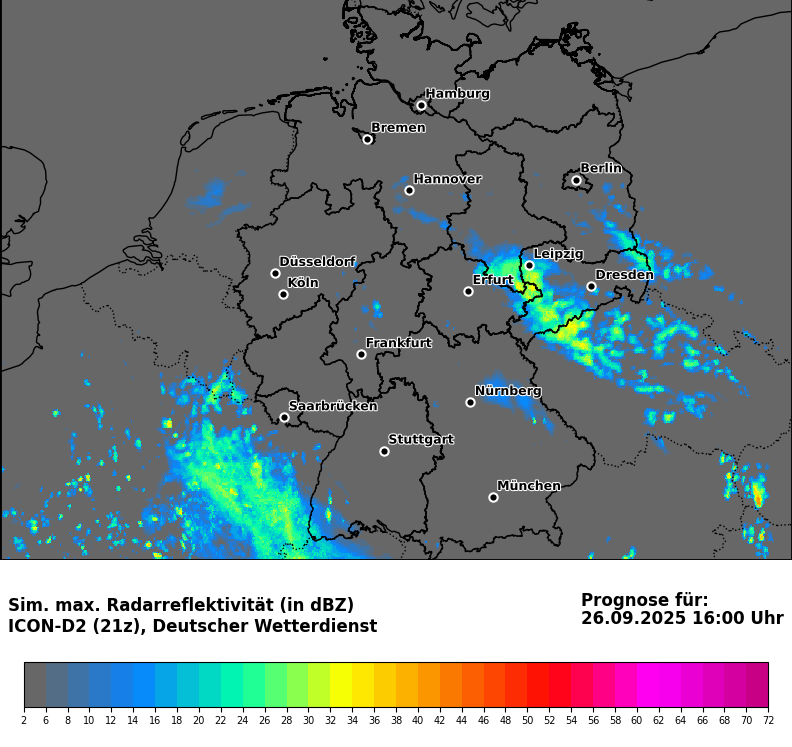 Hamburg
Bremen
Berlin
Hannover
Leipzig
Düsseldorf
Dresden
Köln
Erfurt
Frankfurt
Nürnberg
Saarbrücken
Stuttgart
München
Sim. max. Radarreflektivität (in dBZ)
ICON-D2 (21z), Deutscher Wetterdienst
Prognose für:
26.09.2025 16:00 Uhr
2 6 8 10 12 14 16 18 20 22 24 26 28 30 32 34 36 38 40 42 44 46 48 50 52 54 56 58 60 62 64 66 68 70 72